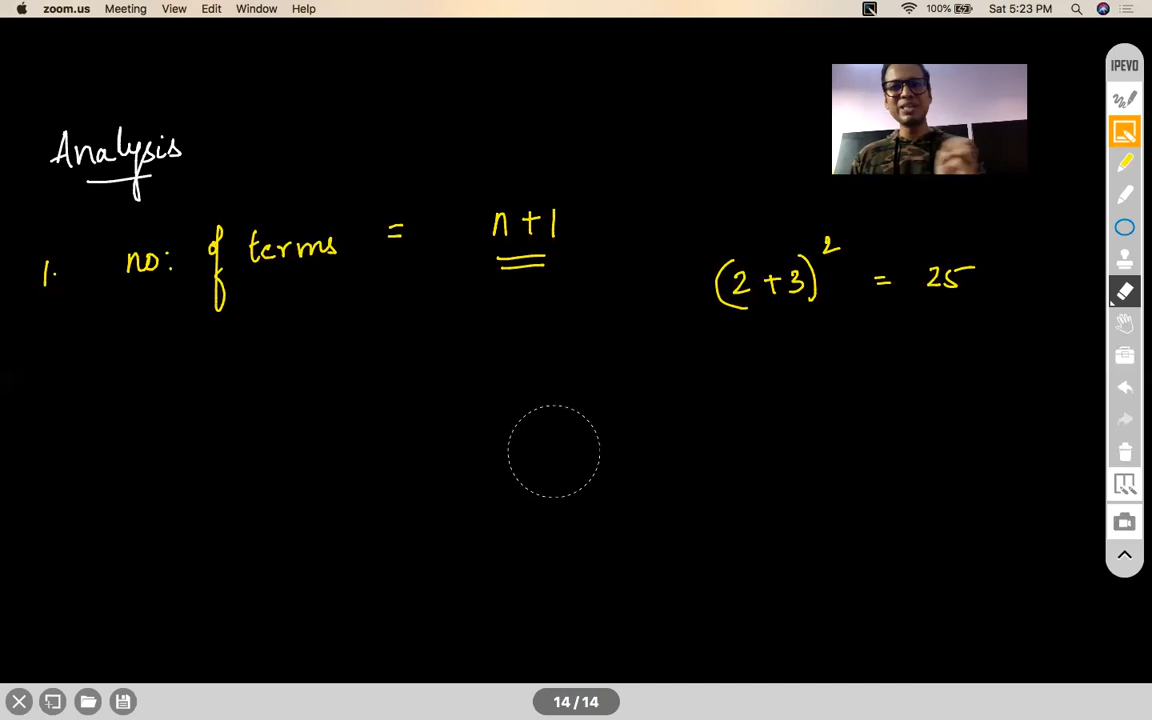 zoom.us Meeting View Edit Window Help 100% Sat 5:23 PM
IPEVO
Analysis
1. no: of terms = n+1
(2+3)² = 25
14/14